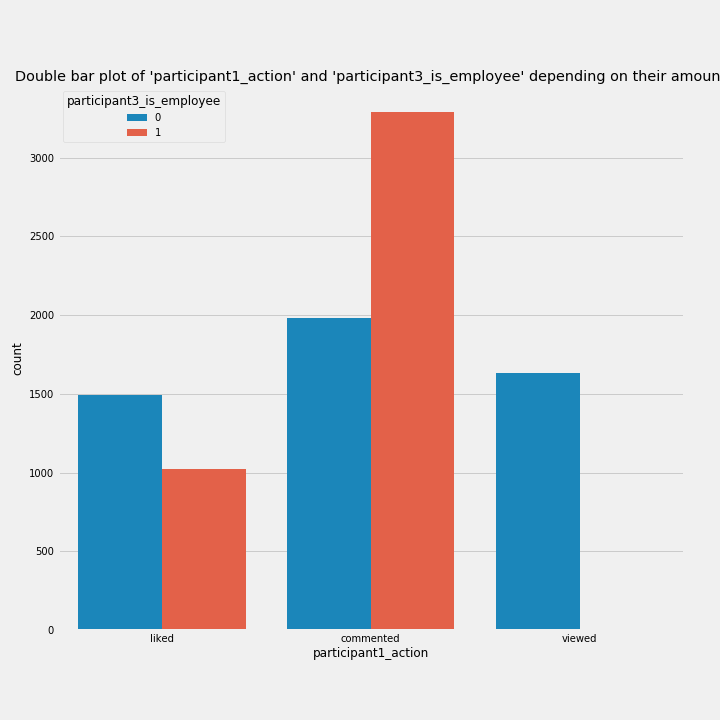 Double bar plot of 'participant1_action' and 'participant3_is_employee' depending on their amoun
participant3_is_employee
0
1
3000
2500
2000
1500
1000
500
0
count
liked commented viewed
participant1_action